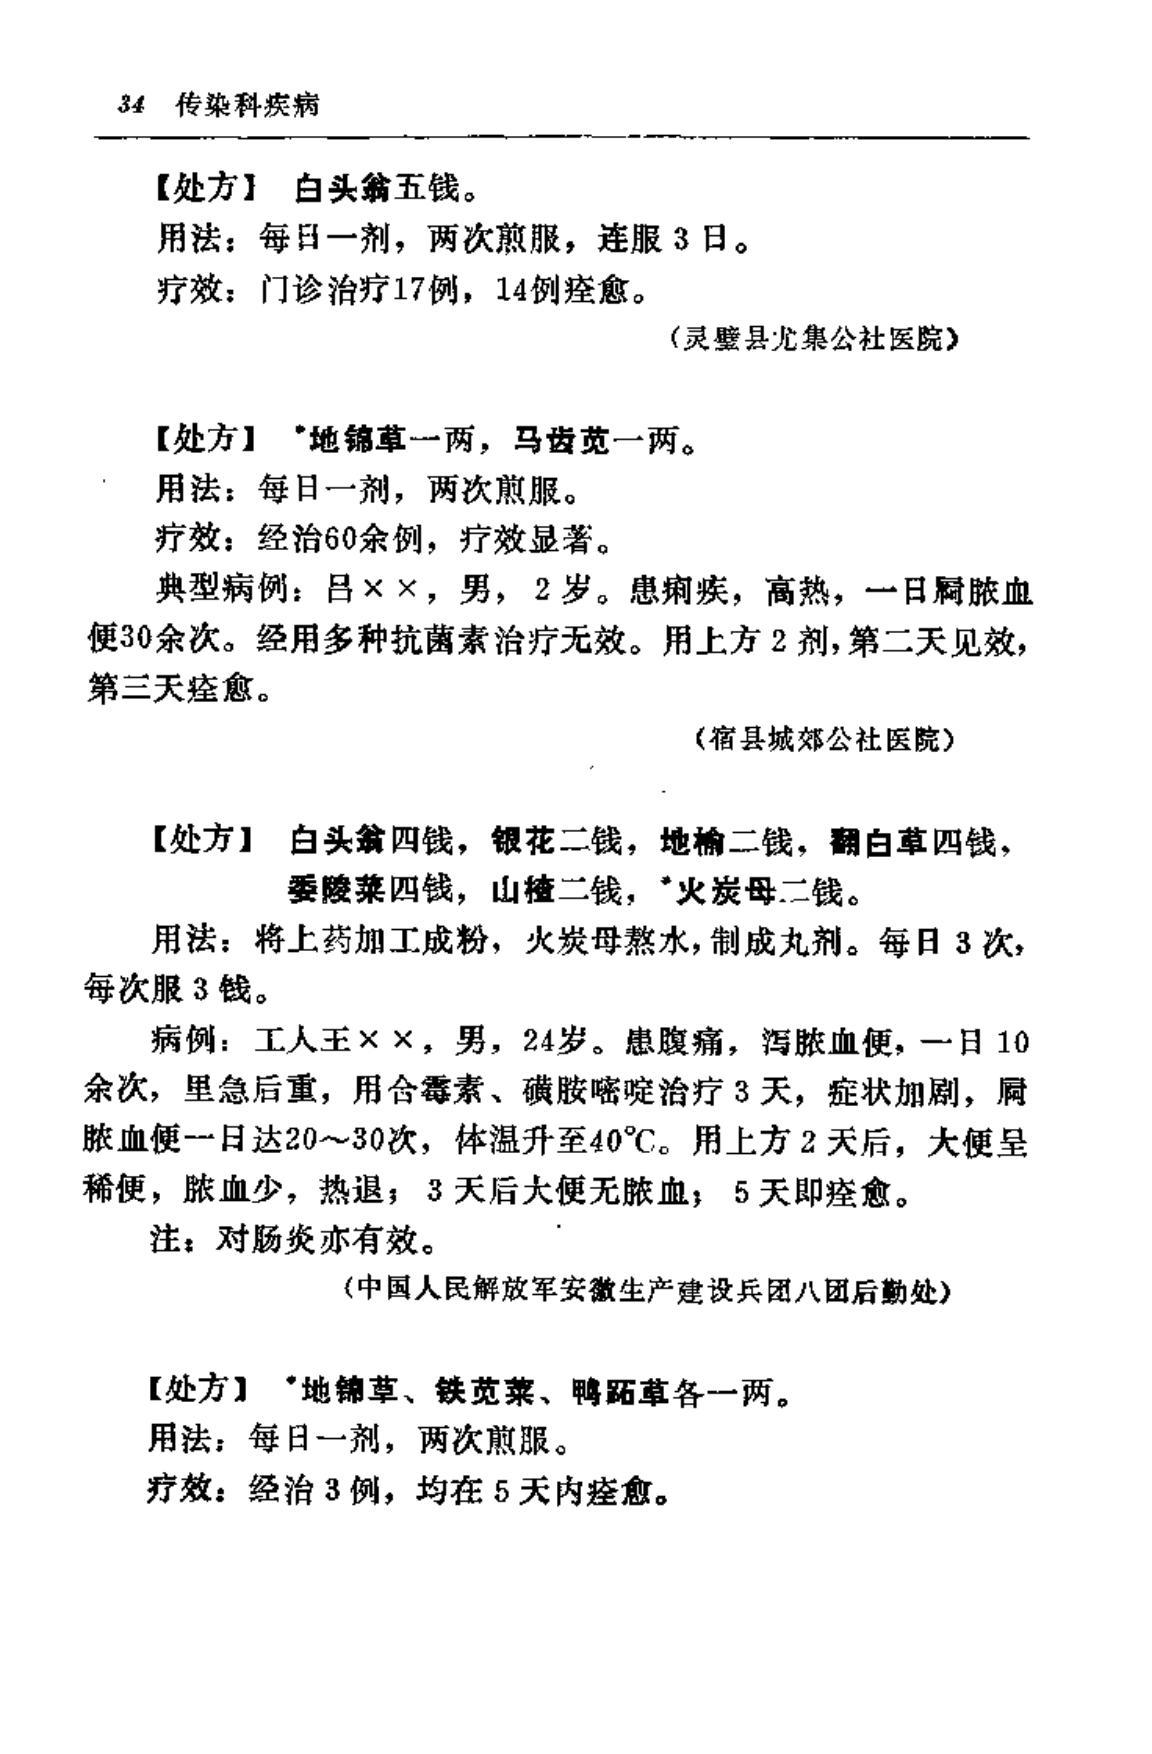 34 传染科疾病
【处方】 白头翁五钱。
用法：每日一剂，两次煎服，连服 3 日。
疗效：门诊治疗17例，14例痊愈。
（灵璧县尤集公社医院）
【处方】 *地锦草一两，马齿苋一两。
用法：每日一剂，两次煎服。
疗效：经治60余例，疗效显著。
典型病例：吕××，男， 2 岁。患痢疾，高热，一日屙脓血
便30余次。经用多种抗菌素治疗无效。用上方 2 剂，第二天见效，
第三天痊愈。
（宿县城郊公社医院）
【处方】 白头翁四钱，银花二钱，地榆二钱，翻白草四钱，
委陵菜四钱，山楂二钱，*火炭母二钱。
用法：将上药加工成粉，火炭母熬水，制成丸剂。每日 3 次，
每次服 3 钱。
病例：工人王××，男，24岁。患腹痛，泻脓血便，一日 10
余次，里急后重，用合霉素、磺胺嘧啶治疗 3 天，症状加剧，屙
脓血便一日达20～30次，体温升至40℃。用上方 2 天后，大便呈
稀便，脓血少，热退； 3 天后大便无脓血； 5 天即痊愈。
注：对肠炎亦有效。
（中国人民解放军安徽生产建设兵团八团后勤处）
【处方】 *地锦草、铁苋菜、鸭跖草各一两。
用法：每日一剂，两次煎服。
疗效：经治 3 例，均在 5 天内痊愈。